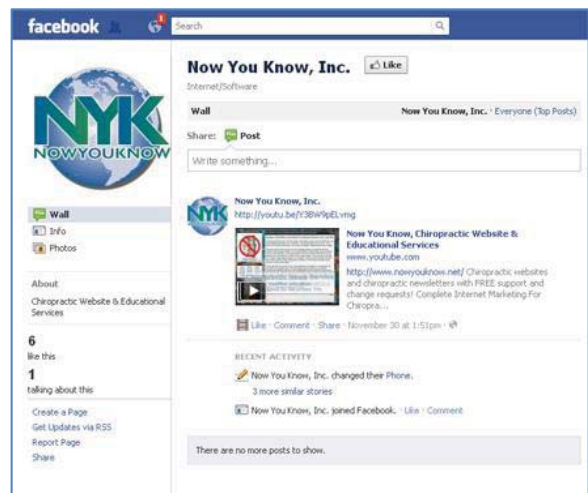 facebook
1
Search
NYK
NOWYOUKNOW
Wall
Info
Photos
About
Chiropractic Website & Educational
Services
6
like this
1
talking about this
Create a Page
Get Updates via RSS
Report Page
Share
Now You Know, Inc. Like
Internet/Software
Wall Now You Know, Inc. · Everyone (Top Posts)
Share: Post
Write something...
NYK
Now You Know, Inc.
Now You Know, Chiropractic Website &
Educational Services
www.youtube.com
http://www.nowyouknow.net/ Chiropractic websites
and chiropractic newsletters with FREE support and
change requests! Complete Internet Marketing For
Chiropra...
Like · Comment · Share · November 30 at 1:51pm ·
RECENT ACTIVITY
Now You Know, Inc. changed their Phone.
3 more similar stories
Now You Know, Inc. joined Facebook. · Like · Comment
There are no more posts to show.